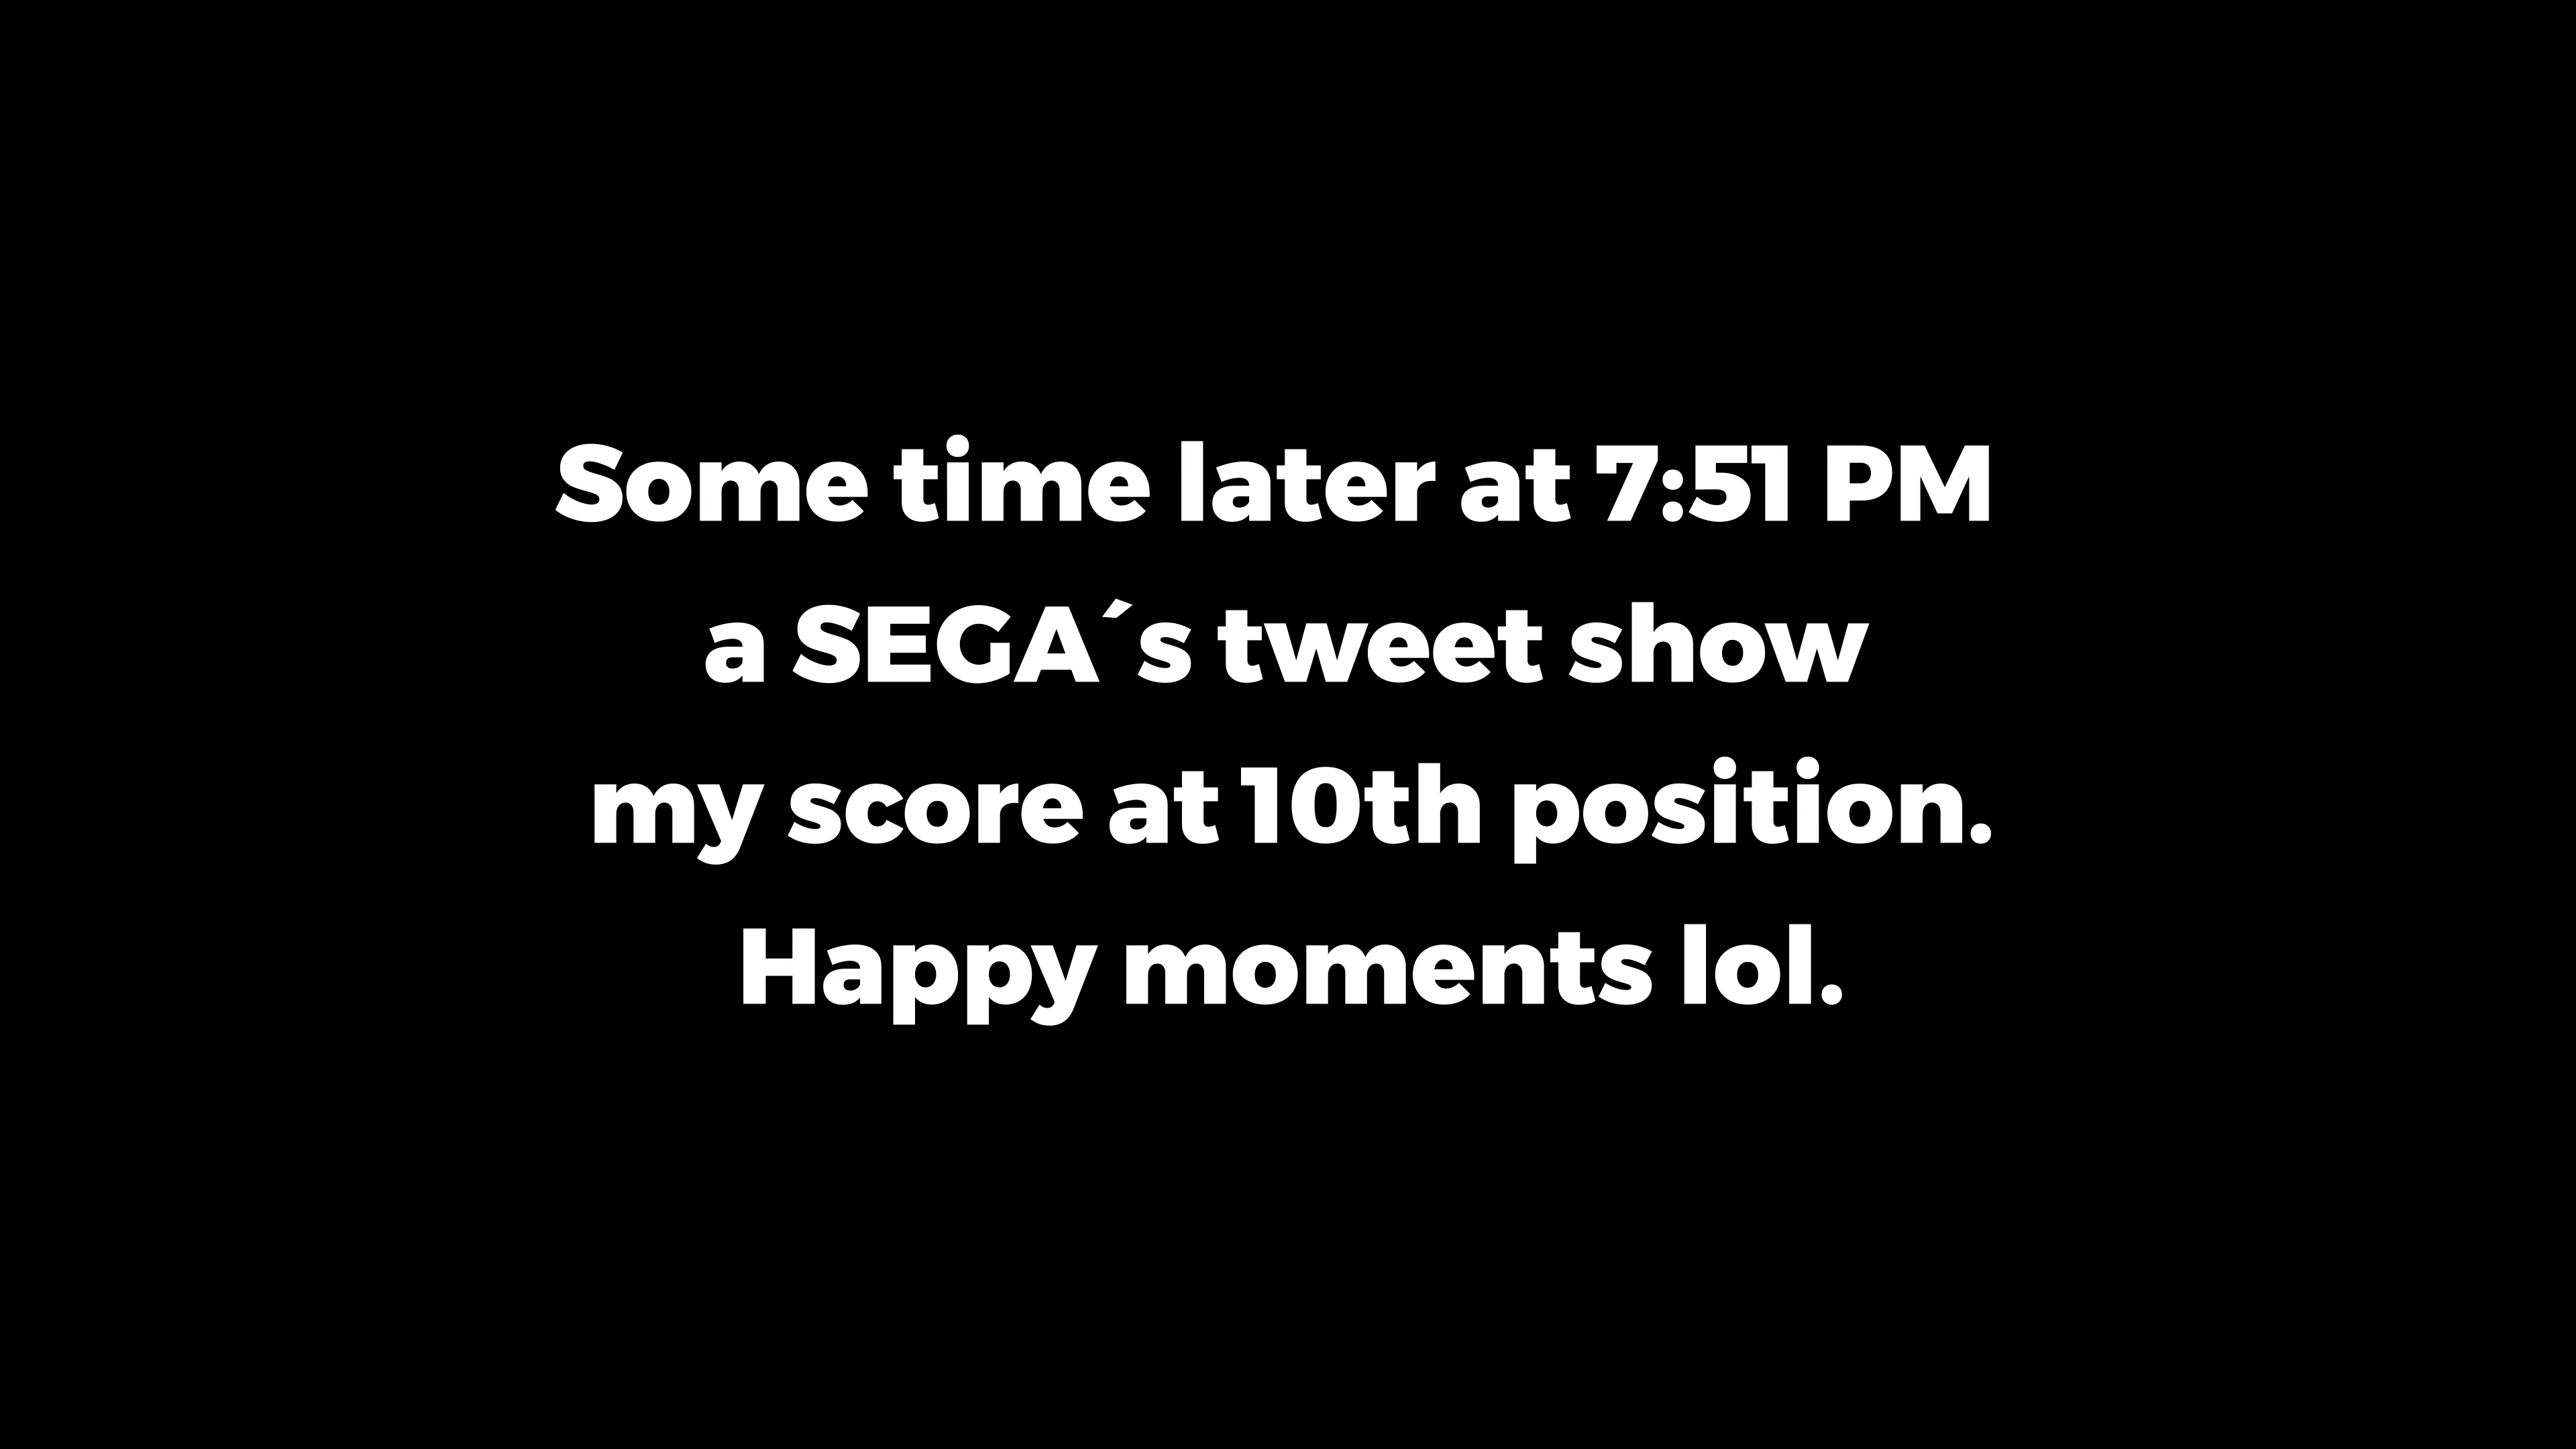 Some time later at 7:51 PM
a SEGA´s tweet show
my score at 10th position.
Happy moments lol.